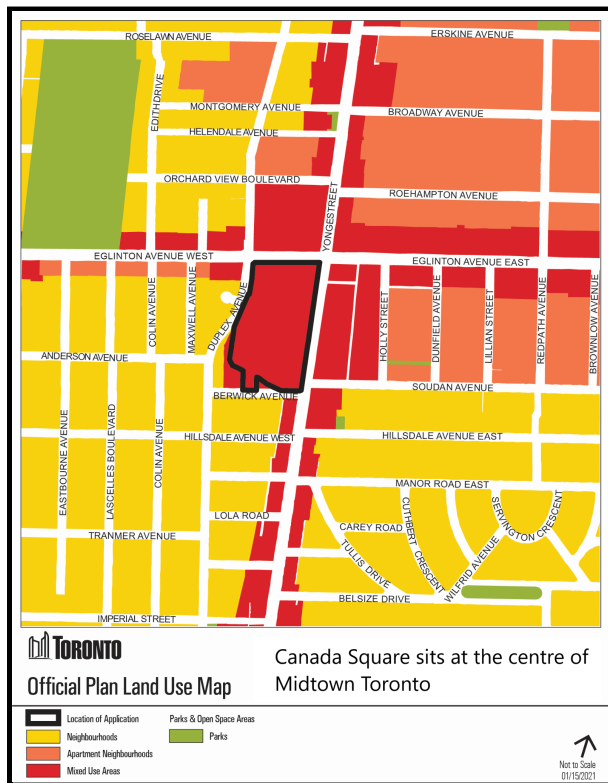 ROSELAWN AVENUE
ERSKINE AVENUE
EDITH DRIVE
MONTGOMERY AVENUE
BROADWAY AVENUE
HELENDALE AVENUE
ORCHARD VIEW BOULEVARD
ROEHAMPTON AVENUE
YONGE STREET
EGLINTON AVENUE WEST
EGLINTON AVENUE EAST
COLIN AVENUE
MAXWELL AVENUE
DUPLEX AVENUE
HOLLY STREET
DUNFIELD AVENUE
LILLIAN STREET
REDPATH AVENUE
BROWNLOW AVENUE
ANDERSON AVENUE
SOUDAN AVENUE
BERWICK AVENUE
EASTBOURNE AVENUE
LASCELLES BOULEVARD
COLIN AVENUE
HILLSDALE AVENUE WEST
HILLSDALE AVENUE EAST
MANOR ROAD EAST
LOLA ROAD
CAREY ROAD
CUTHBERT CRESCENT
SERVINGTON CRESCENT
TRANMER AVENUE
TULLIS DRIVE
WILFRID AVENUE
BELSIZE DRIVE
IMPERIAL STREET
TORONTO
Official Plan Land Use Map
Canada Square sits at the centre of
Midtown Toronto
Location of Application
Neighbourhoods
Apartment Neighbourhoods
Mixed Use Areas
Parks & Open Space Areas
Parks
Not to Scale
01/15/2021